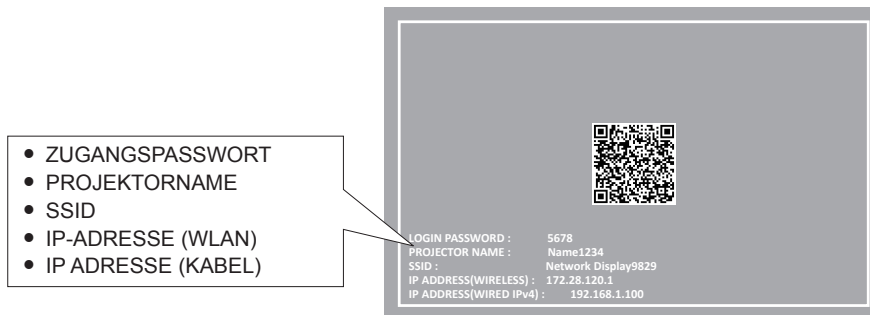 • ZUGANGSPASSWORT
• PROJEKTORNAME
• SSID
• IP-ADRESSE (WLAN)
• IP ADRESSE (KABEL)
LOGIN PASSWORD : 5678
PROJECTOR NAME : Name1234
SSID : Network Display9829
IP ADDRESS(WIRELESS) : 172.28.120.1
IP ADDRESS(WIRED IPv4) : 192.168.1.100